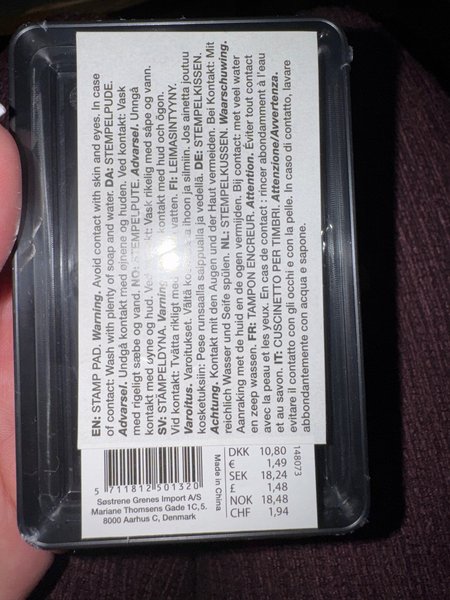 EN: STAMP PAD. Warning. Avoid contact with skin and eyes. In case
of contact: Wash with plenty of soap and water. DA: STEMPELPUDE.
Advarsel. Undgå kontakt med øjnene og huden. Ved kontakt: Vask
med rigeligt sæbe og vand. NO: STEMPELPUTE. Advarsel. Unngå
kontakt med øyne og hud. Vask rikelig med såpe og vann.
SV: STÄMPELDYNA. kontakt med hud och ögon.
Vid kontakt: Tvätta rikligt vatten. FI: LEIMASINTYYNY.
Varoitus. Varoitukset. Vältä ihoon ja silmiin. Jos ainetta joutuu
kosketuksiin: Pese runsaalla saippualla ja vedellä. DE: STEMPELKISSEN.
Achtung. Kontakt mit den Augen und der Haut vermeiden. Bei Kontakt: Mit
reichlich Wasser und Seife spülen. NL: STEMPELKUSSEN. Waarschuwing.
Aanraking met de huid en de ogen vermijden. Bij contact: met veel water
en zeep wassen. FR: TAMPON ENCREUR. Attention. Éviter tout contact
avec la peau et les yeux. En cas de contact : rincer abondamment à l'eau
et au savon. IT: CUSCINETTO PER TIMBRI. Attenzione/Avvertenza.
evitare il contatto con gli occhi e con la pelle. In caso di contatto, lavare
abbondantemente con acqua e sapone.
5 711812 501320
Søstrene Grenes Import A/S
Mariane Thomsens Gade 1C, 5.
8000 Aarhus C, Denmark
Made in China
DKK 10,80
€ 1,49
SEK 18,24
£ 1,48
NOK 18,48
CHF 1,94
148073